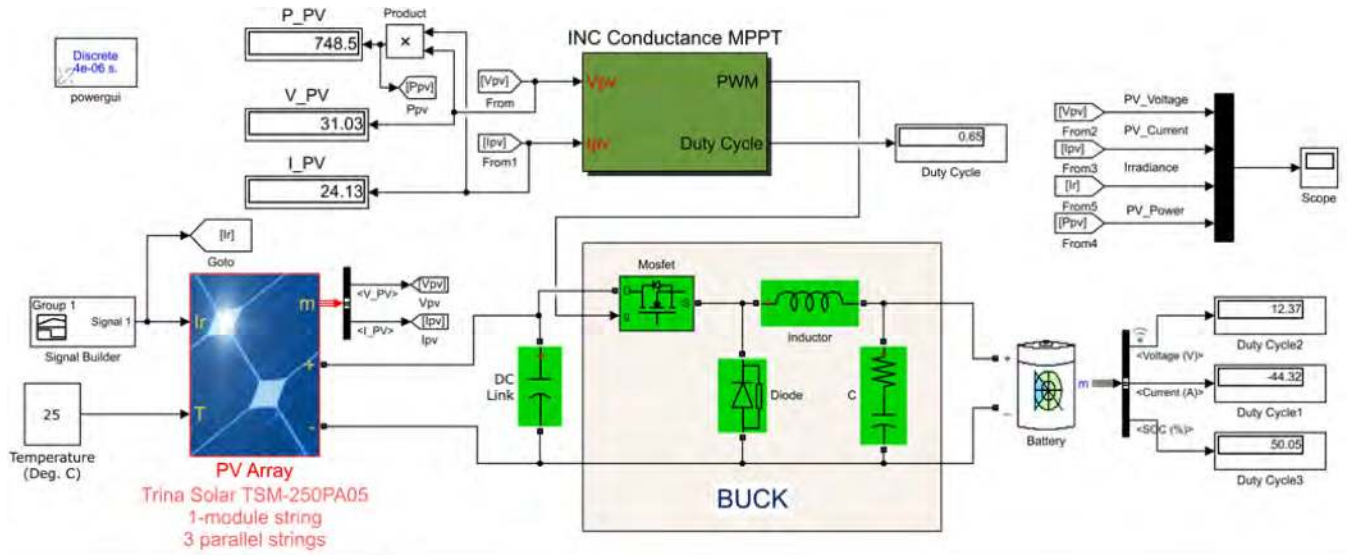 P_PV
748.5
Product
×
[Ppv]
Ppv
Discrete
4e-06 s.
powergui
V_PV
31.03
I_PV
24.13
[Vpv]
From
[Ipv]
From1
INC Conductance MPPT
Vpv
Ipv
PWM
Duty Cycle
0.65
Duty Cycle
[Vpv]
From2
[Ipv]
From3
[Ir]
From5
[Ppv]
From4
PV_Voltage
PV_Current
Irradiance
PV_Power
Scope
[Ir]
Goto
Group 1
Signal 1
Signal Builder
25
Temperature
(Deg. C)
Ir
T
m
+
-
PV Array
Trina Solar TSM-250PA05
1-module string
3 parallel strings
<V_PV>
<I_PV>
[Vpv]
Vpv
[Ipv]
Ipv
DC
Link
Mosfet
g
Inductor
Diode
C
BUCK
+
–
m
Battery
<Voltage (V)>
<Current (A)>
<SOC (%)>
12.37
Duty Cycle2
-44.32
Duty Cycle1
50.05
Duty Cycle3